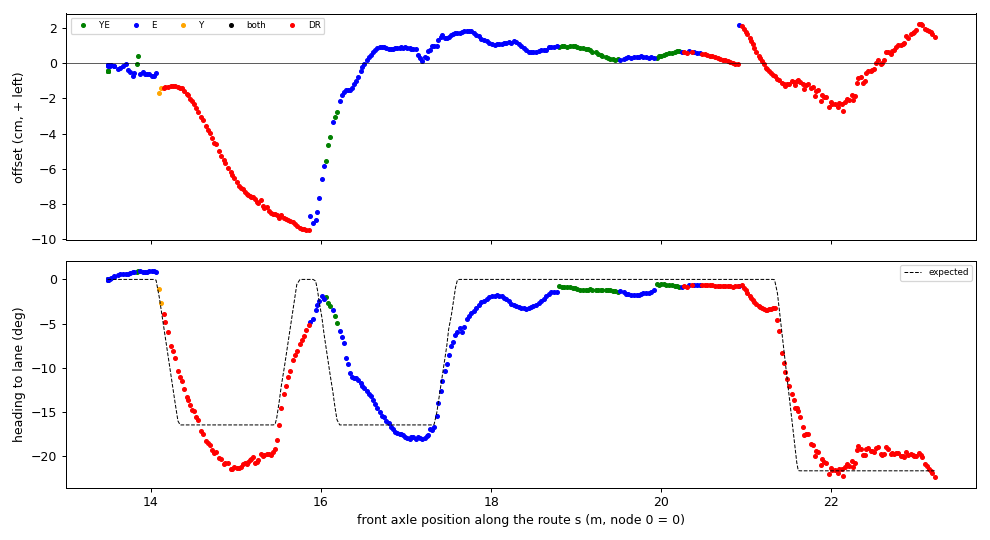 YE E Y both DR
2
0
−2
−4
−6
−8
−10
offset (cm, + left)
expected
0
−5
−10
−15
−20
heading to lane (deg)
14 16 18 20 22
front axle position along the route s (m, node 0 = 0)